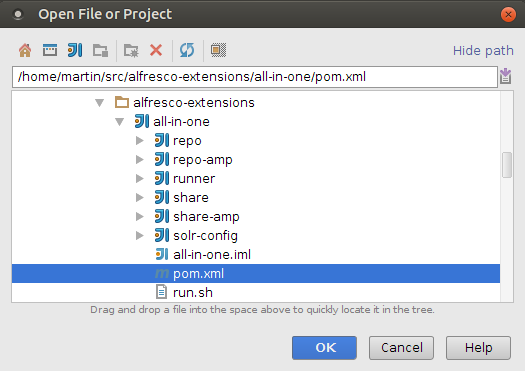 Open File or Project
Hide path
/home/martin/src/alfresco-extensions/all-in-one/pom.xml
alfresco-extensions
all-in-one
repo
repo-amp
runner
share
share-amp
solr-config
all-in-one.iml
m pom.xml
run.sh
Drag and drop a file into the space above to quickly locate it in the tree.
OK Cancel Help